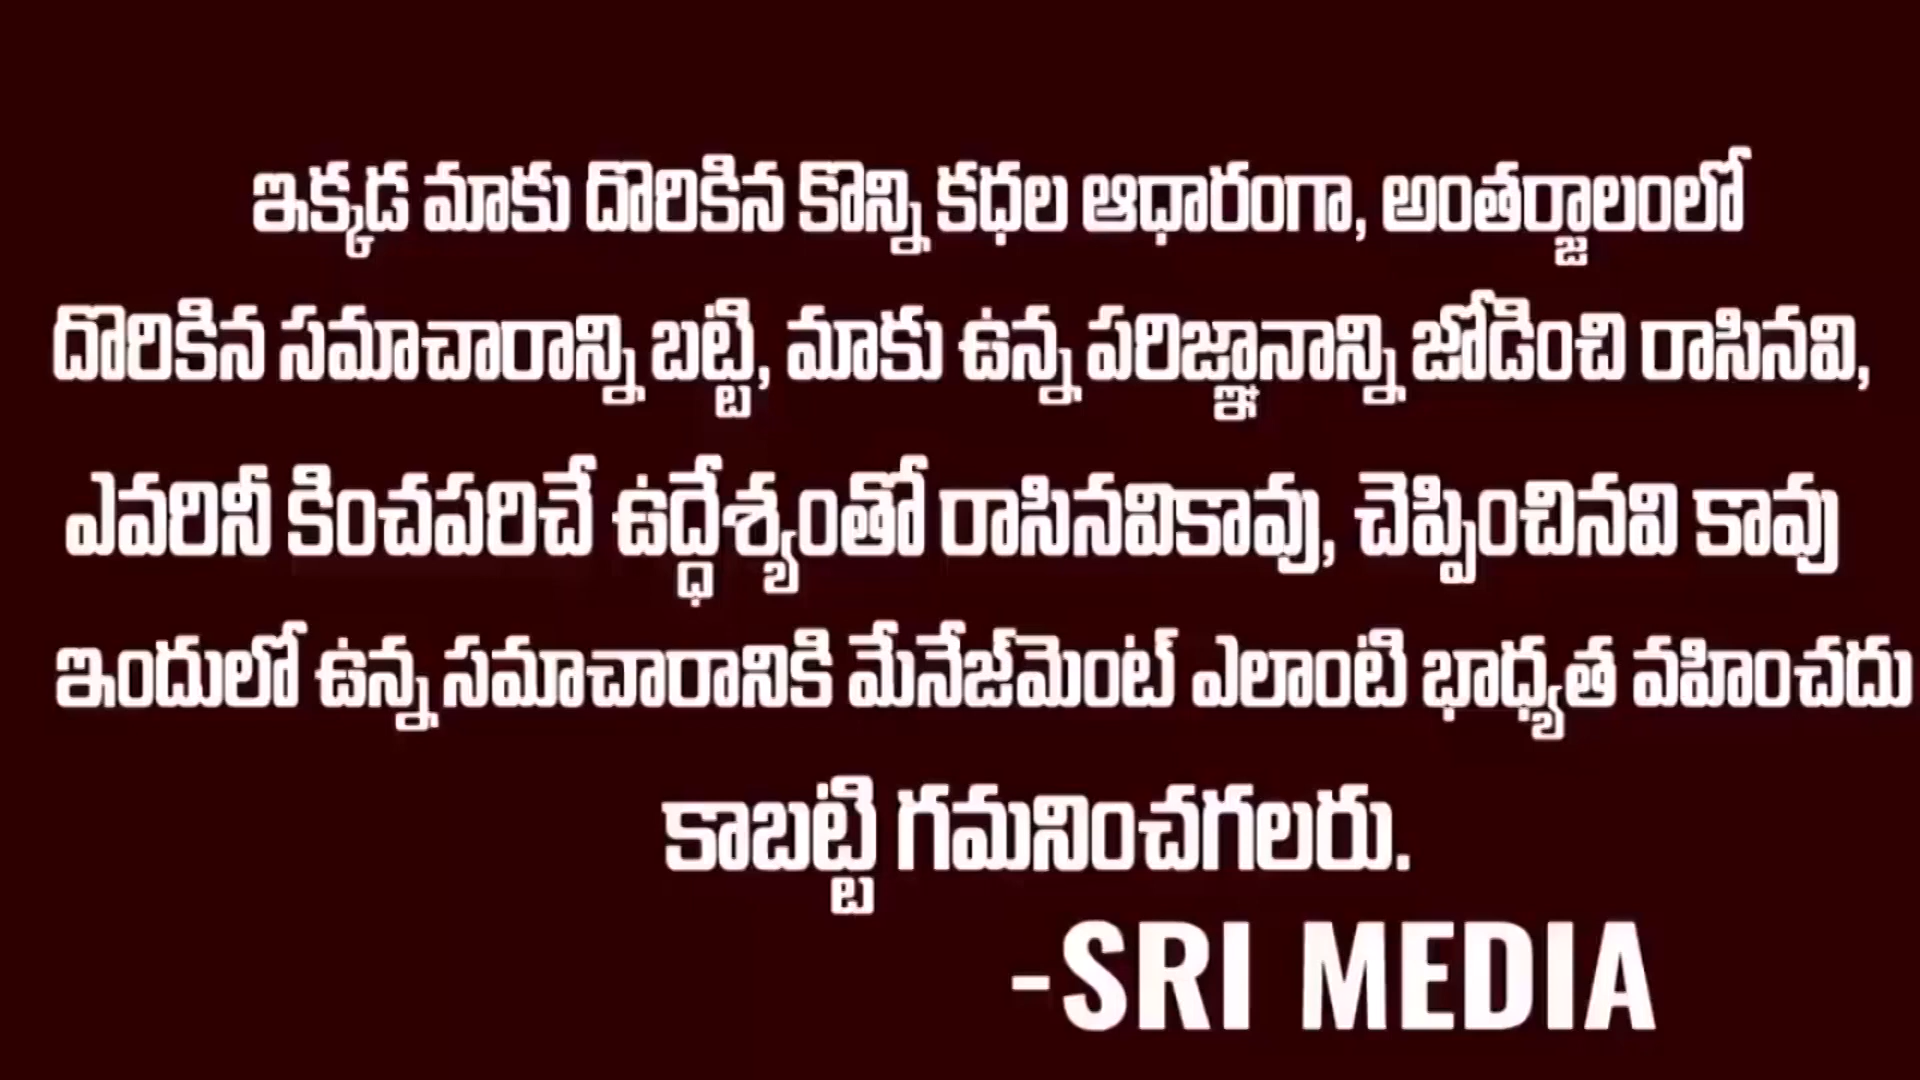 ఇక్కడ మాకు దొరికిన కొన్ని కధల ఆధారంగా, అంతర్జాలంలో
దొరికిన సమాచారాన్ని బట్టి, మాకు ఉన్న పరిజ్ఞానాన్ని జోడించి రాసినవి,
ఎవరినీ కించపరిచే ఉద్ధేశ్యంతో రాసినవికావు, చెప్పించినవి కావు
ఇందులో ఉన్న సమాచారానికి మేనేజ్‌మెంట్ ఎలాంటి భాధ్యత వహించదు
కాబట్టి గమనించగలరు.
-SRI MEDIA